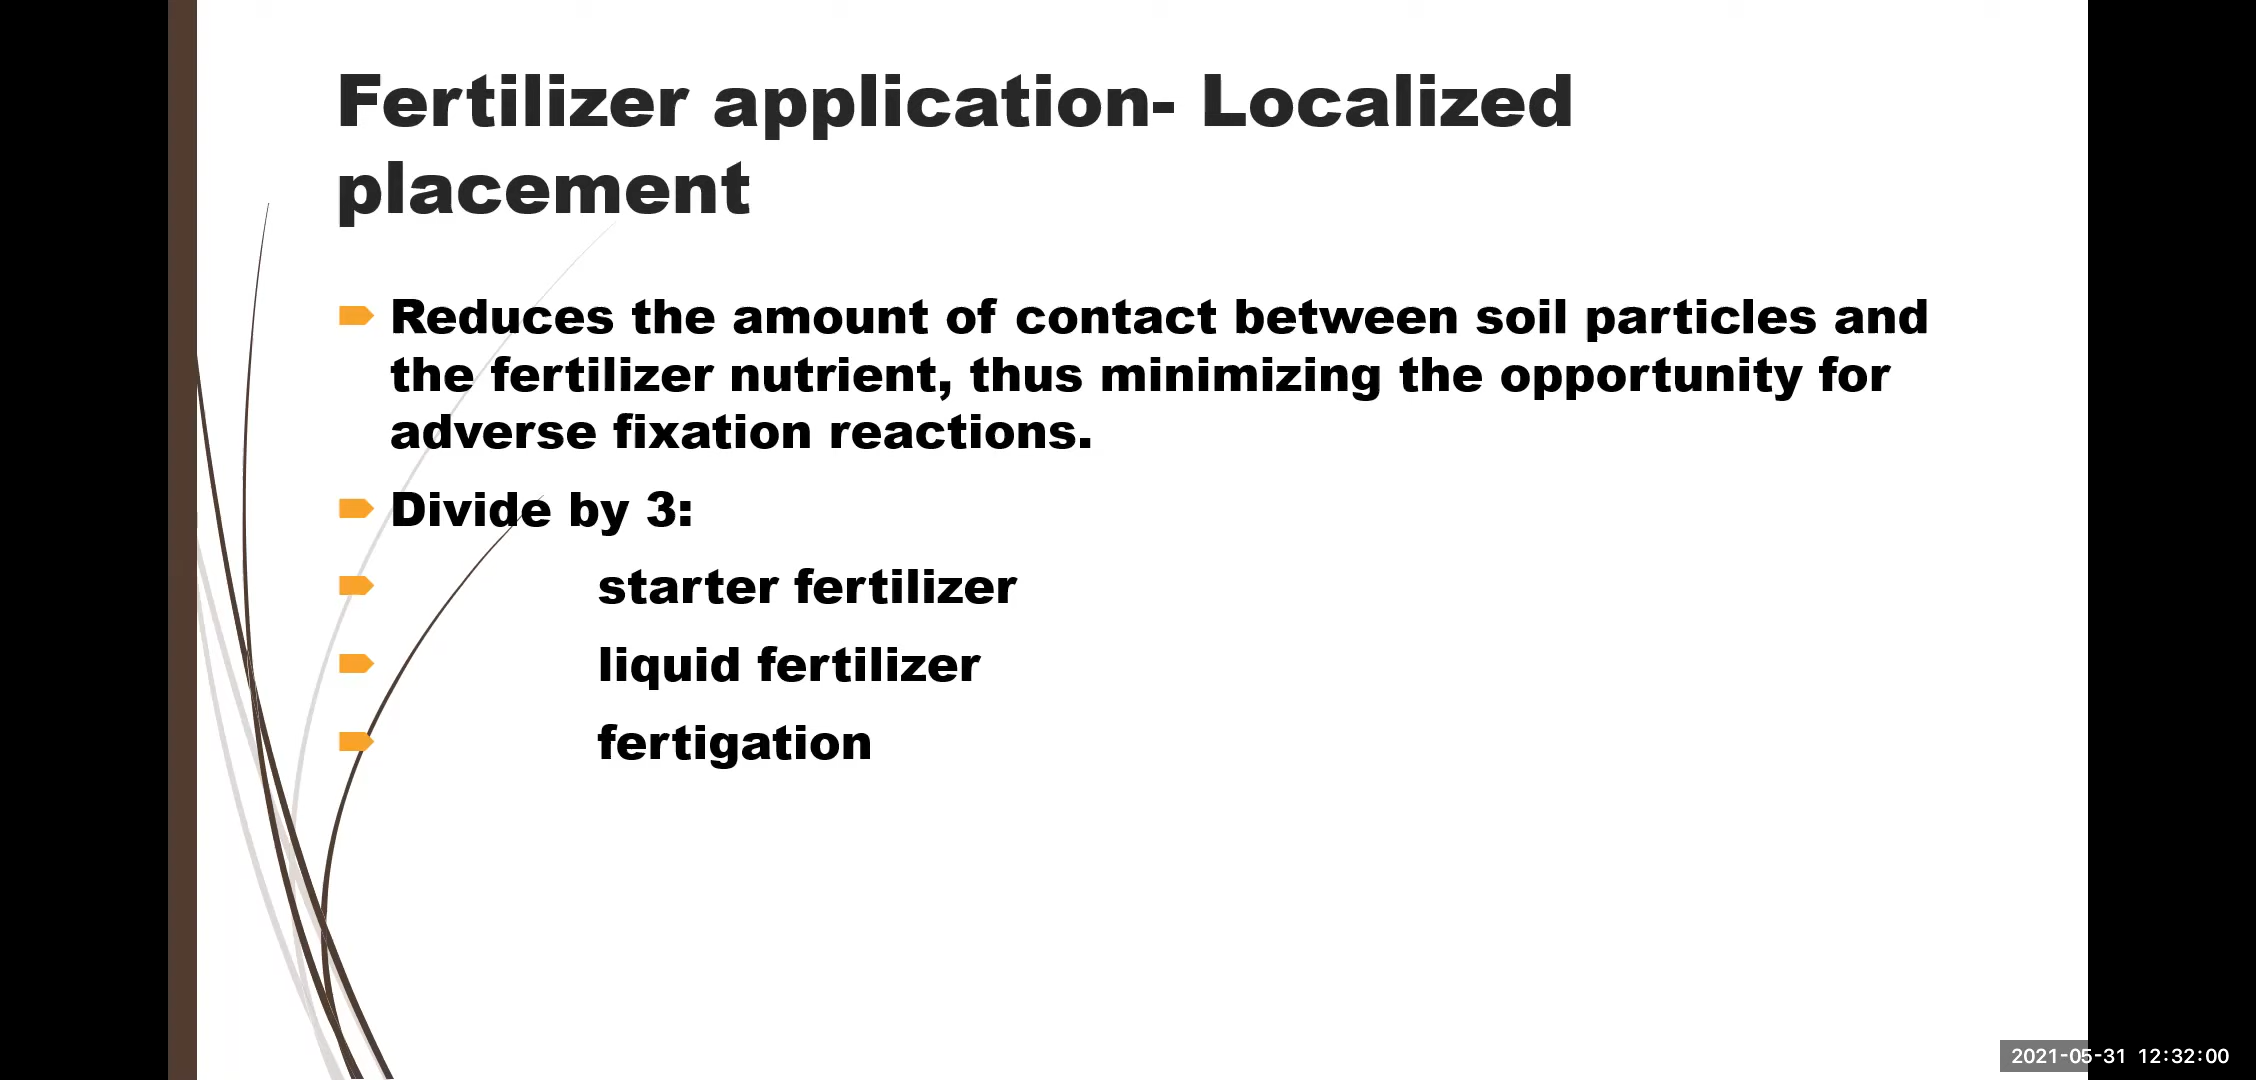 Fertilizer application- Localized
placement
Reduces the amount of contact between soil particles and
the fertilizer nutrient, thus minimizing the opportunity for
adverse fixation reactions.
Divide by 3:
starter fertilizer
liquid fertilizer
fertigation
2021-05-31 12:32:00